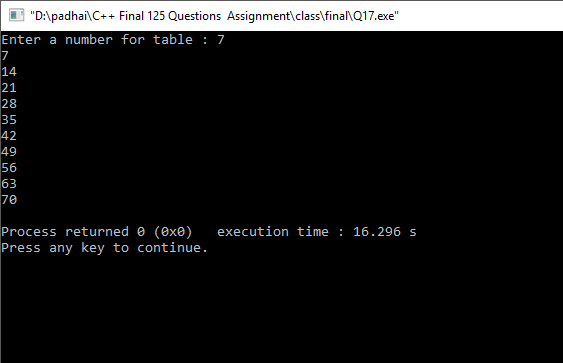 "D:\padhai\C++ Final 125 Questions  Assignment\class\final\Q17.exe"
Enter a number for table : 7
7
14
21
28
35
42
49
56
63
70
Process returned 0 (0x0)   execution time : 16.296 s
Press any key to continue.